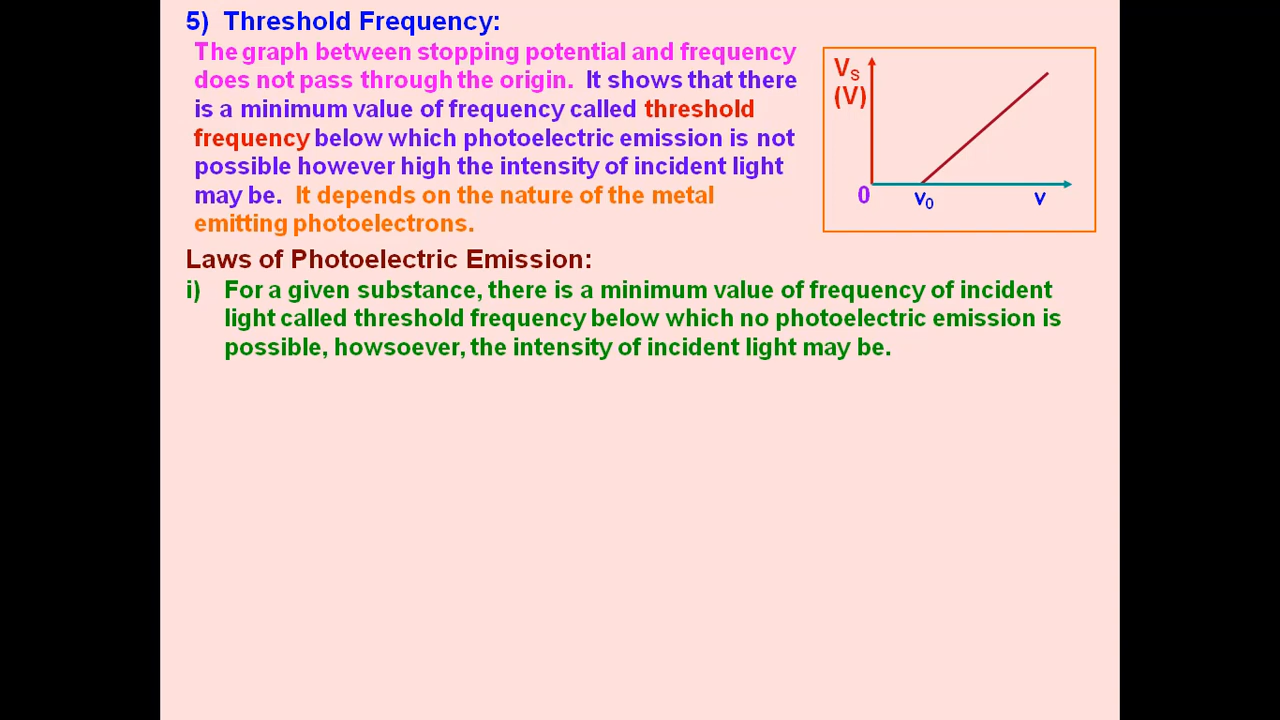 5) Threshold Frequency:
The graph between stopping potential and frequency
does not pass through the origin. It shows that there
is a minimum value of frequency called threshold
frequency below which photoelectric emission is not
possible however high the intensity of incident light
may be. It depends on the nature of the metal
emitting photoelectrons.
VS
(V)
0
ν0
ν
Laws of Photoelectric Emission:
i) For a given substance, there is a minimum value of frequency of incident
light called threshold frequency below which no photoelectric emission is
possible, howsoever, the intensity of incident light may be.